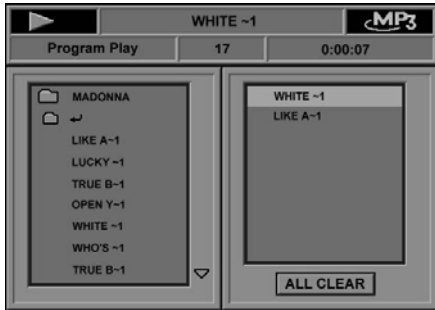 WHITE ~1
MP3
Program Play 17 0:00:07
MADONNA
LIKE A~1
LUCKY ~1
TRUE B~1
OPEN Y~1
WHITE ~1
WHO'S ~1
TRUE B~1
WHITE ~1
LIKE A~1
ALL CLEAR